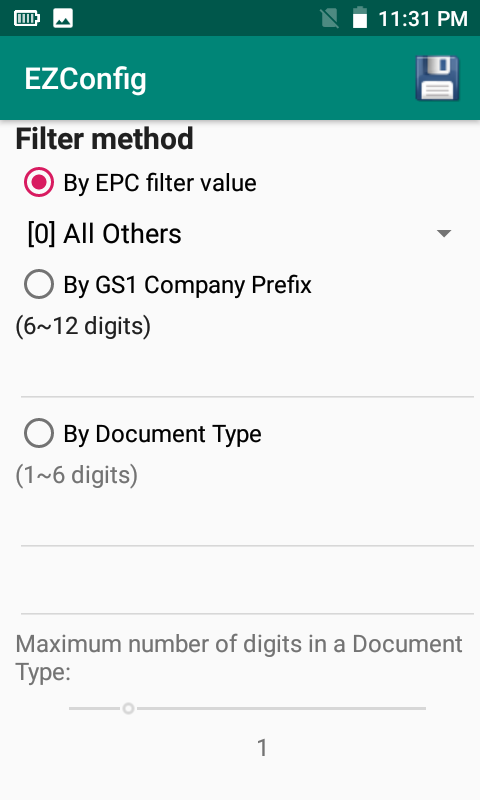 11:31 PM
EZConfig
Filter method
By EPC filter value
[0] All Others
By GS1 Company Prefix
(6~12 digits)
By Document Type
(1~6 digits)
Maximum number of digits in a Document
Type:
1